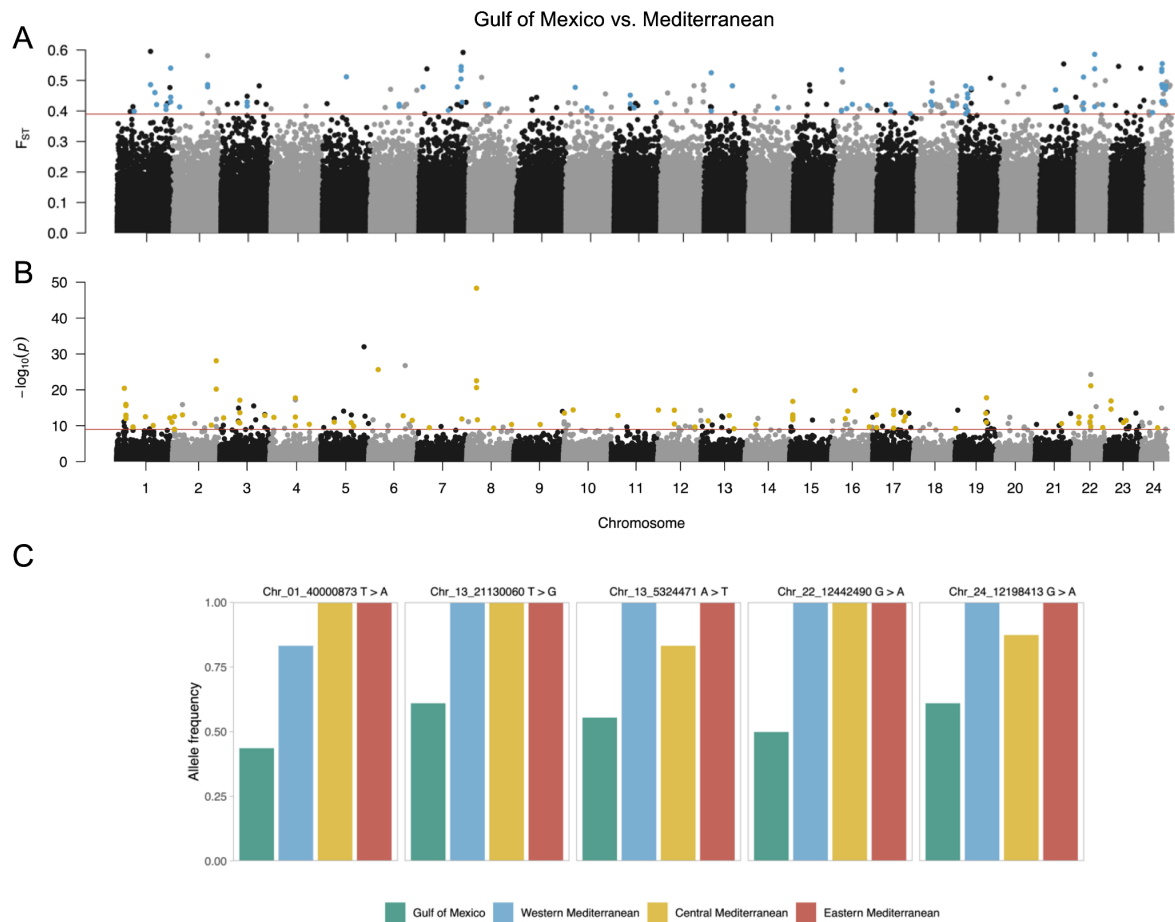 Gulf of Mexico vs. Mediterranean
A
0.6
0.5
0.4
0.3
0.2
0.1
0.0
FST
B
50
40
30
20
10
0
−log10(p)
1 2 3 4 5 6 7 8 9 10 11 12 13 14 15 16 17 18 19 20 21 22 23 24
Chromosome
C
Chr_01_40000873 T > A Chr_13_21130060 T > G Chr_13_5324471 A > T Chr_22_12442490 G > A Chr_24_12198413 G > A
1.00
0.75
0.50
0.25
0.00
Allele frequency
Gulf of Mexico Western Mediterranean Central Mediterranean Eastern Mediterranean